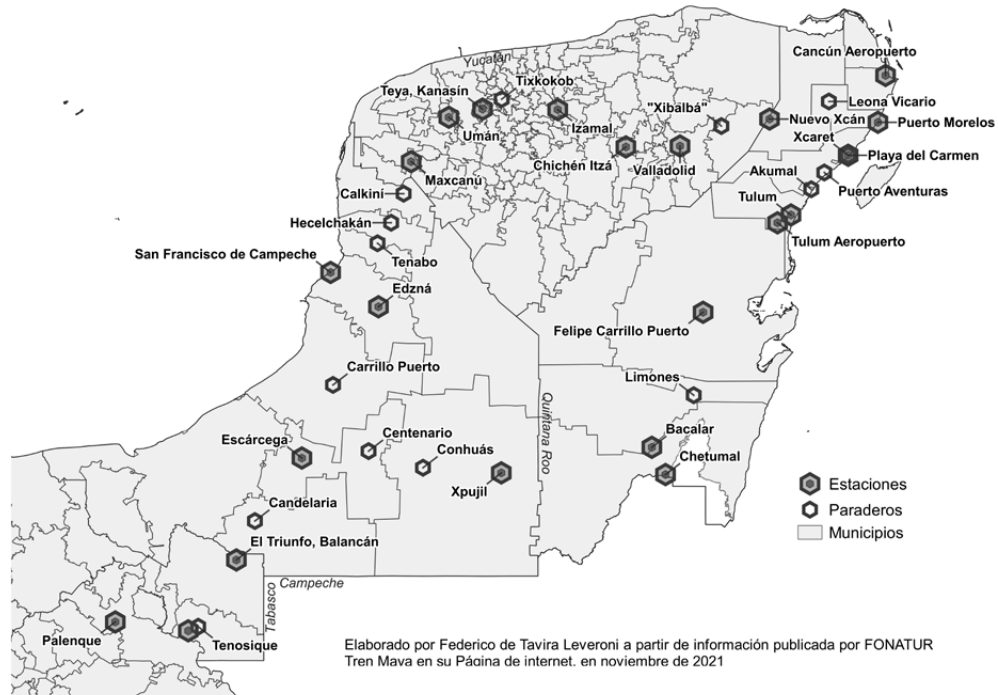 Cancún Aeropuerto
Yucatán
Tixkokob
Teya, Kanasín
Leona Vicario
"Xibalbá"
Nuevo Xcán
Puerto Morelos
Umán
Izamal
Xcaret
Playa del Carmen
Chichén Itzá
Valladolid
Akumal
Maxcanú
Puerto Aventuras
Calkiní
Tulum
Hecelchakán
Tulum Aeropuerto
San Francisco de Campeche
Tenabo
Edzná
Felipe Carrillo Puerto
Carrillo Puerto
Limones
Quintana Roo
Centenario
Bacalar
Escárcega
Conhuás
Chetumal
Xpujil
Estaciones
Candelaria
Paraderos
Municipios
El Triunfo, Balancán
Campeche
Tabasco
Palenque
Tenosique
Elaborado por Federico de Tavira Leveroni a partir de información publicada por FONATUR
Tren Maya en su Página de internet. en noviembre de 2021